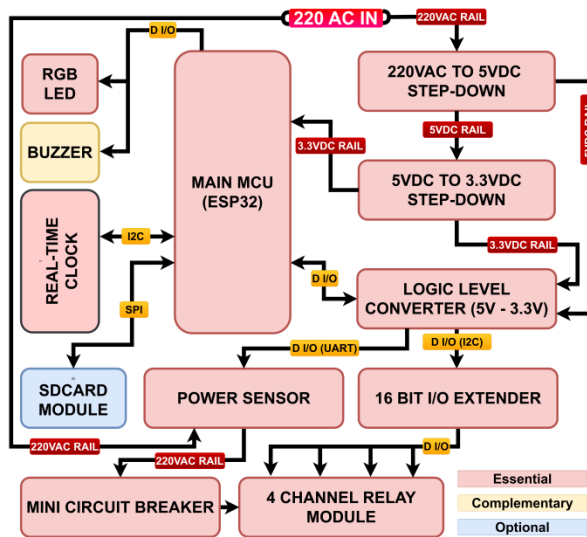 220 AC IN
220VAC RAIL
D I/O
RGB
LED
220VAC TO 5VDC
STEP-DOWN
BUZZER
MAIN MCU
(ESP32)
5VDC RAIL
5VDC RAIL
3.3VDC RAIL
5VDC TO 3.3VDC
STEP-DOWN
REAL-TIME
CLOCK
I2C
3.3VDC RAIL
D I/O
LOGIC LEVEL
CONVERTER (5V - 3.3V)
SPI
D I/O (UART)
D I/O (I2C)
SDCARD
MODULE
POWER SENSOR
16 BIT I/O EXTENDER
220VAC RAIL
220VAC RAIL
D I/O
MINI CIRCUIT BREAKER
4 CHANNEL RELAY
MODULE
Essential
Complementary
Optional